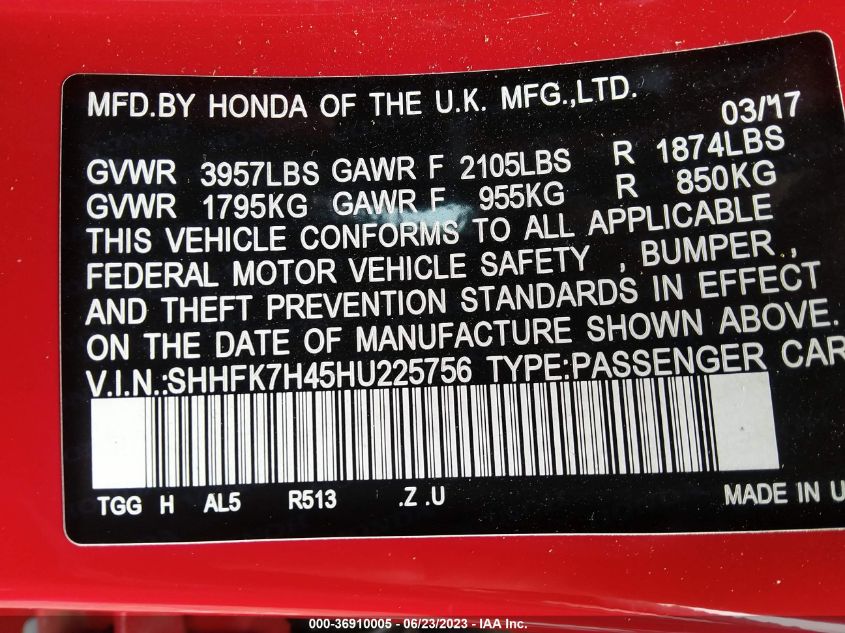 MFD.BY HONDA OF THE U.K. MFG.,LTD.
03/17
GVWR 3957LBS GAWR F 2105LBS R 1874LBS
GVWR 1795KG GAWR F 955KG R 850KG
THIS VEHICLE CONFORMS TO ALL APPLICABLE
FEDERAL MOTOR VEHICLE SAFETY , BUMPER ,
AND THEFT PREVENTION STANDARDS IN EFFECT
ON THE DATE OF MANUFACTURE SHOWN ABOVE.
V.I.N.:SHHFK7H45HU225756 TYPE:PASSENGER CAR
TGG H AL5 R513 .Z .U MADE IN U
000-36910005 - 06/23/2023 - IAA Inc.